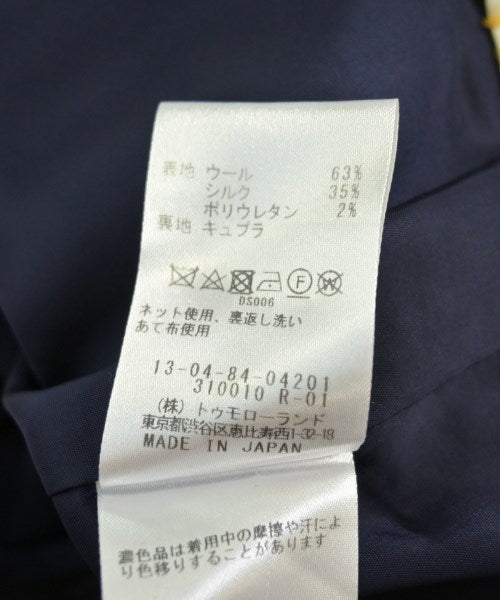 表地 ウール 63%
シルク 35%
ポリウレタン 2%
裏地 キュプラ
F W
DS006
ネット使用、裏返し洗い
あて布使用
13-04-84-04201
310010 R-01
(株) トゥモローランド
東京都渋谷区恵比寿西1-32-18
MADE IN JAPAN
濃色品は着用中の摩擦や汗によ
り色移りすることがあります